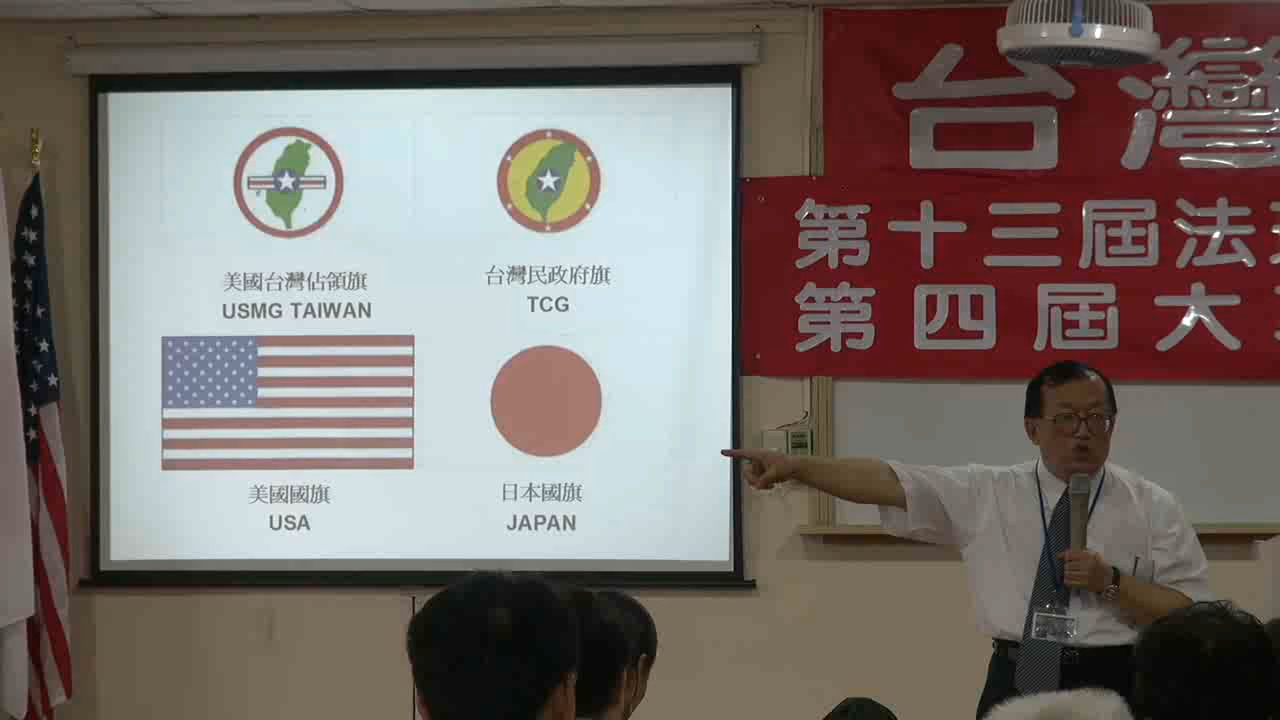 美國台灣佔領旗
USMG TAIWAN
台灣民政府旗
TCG
美國國旗
USA
日本國旗
JAPAN
台灣
第十三屆法
第四屆大